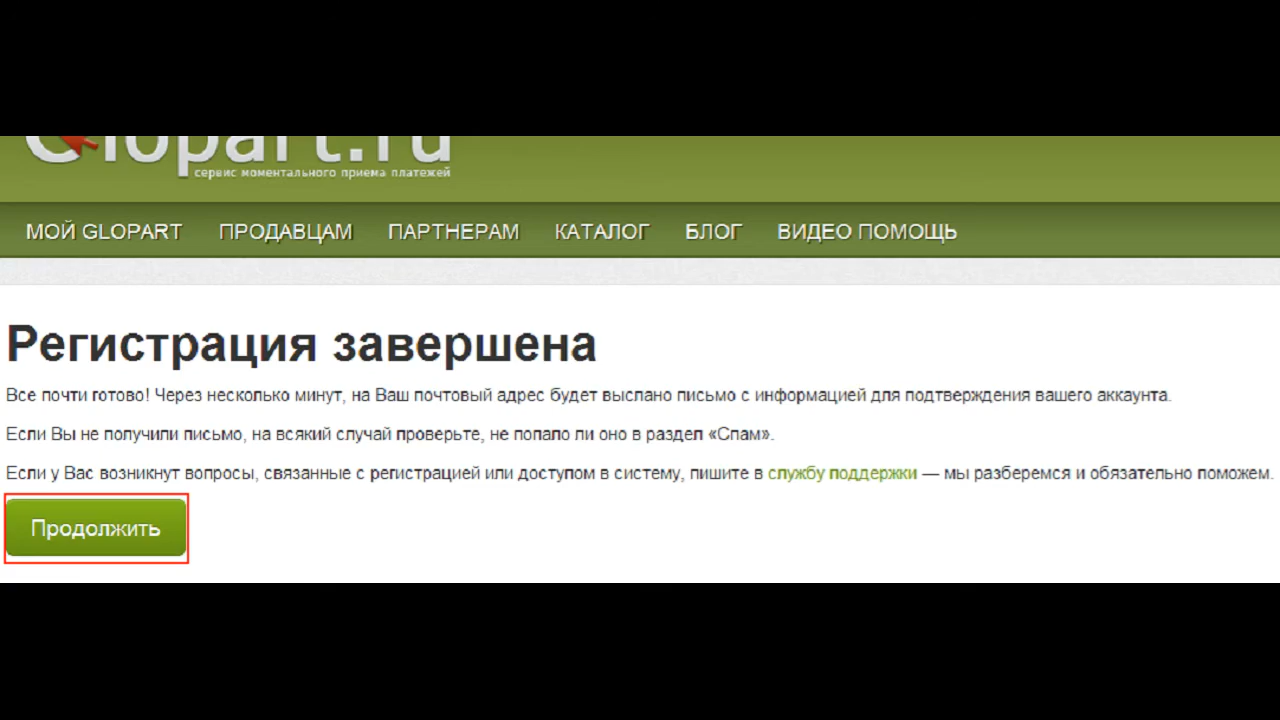 Glopart.ru
сервис моментального приема платежей
МОЙ GLOPART ПРОДАВЦАМ ПАРТНЕРАМ КАТАЛОГ БЛОГ ВИДЕО ПОМОЩЬ
Регистрация завершена
Все почти готово! Через несколько минут, на Ваш почтовый адрес будет выслано письмо с информацией для подтверждения вашего аккаунта.
Если Вы не получили письмо, на всякий случай проверьте, не попало ли оно в раздел «Спам».
Если у Вас возникнут вопросы, связанные с регистрацией или доступом в систему, пишите в службу поддержки — мы разберемся и обязательно поможем.
Продолжить